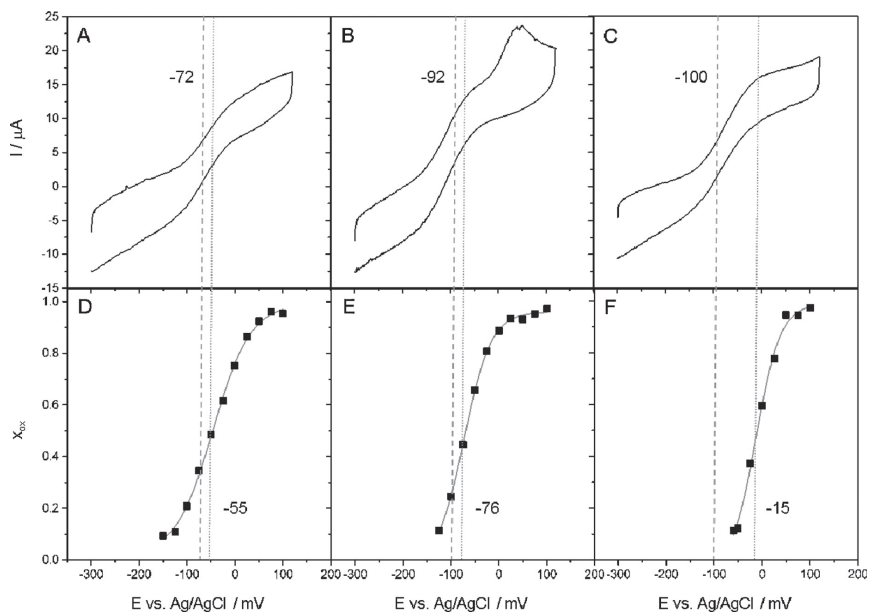 A
B
C
25
20
15
10
5
0
-5
-10
-15
I / μA
-72
-92
-100
D
E
F
1.0
0.8
0.6
0.4
0.2
0.0
xox
-55
-76
-15
-300 -200 -100 0 100 200
-300 -200 -100 0 100 200
-300 -200 -100 0 100 200
E vs. Ag/AgCl / mV
E vs. Ag/AgCl / mV
E vs. Ag/AgCl / mV